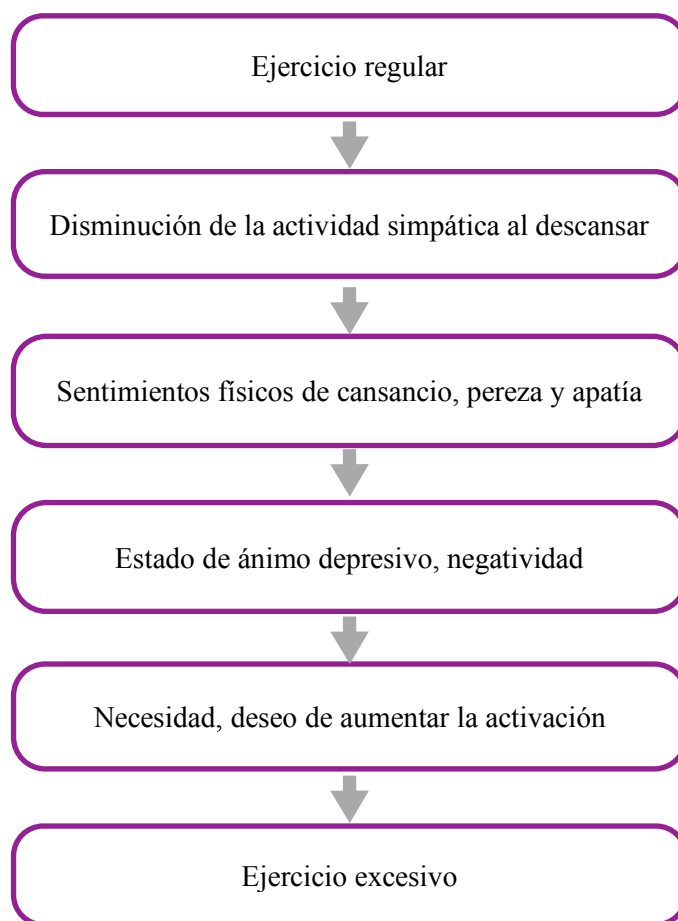 Ejercicio regular
Disminución de la actividad simpática al descansar
Sentimientos físicos de cansancio, pereza y apatía
Estado de ánimo depresivo, negatividad
Necesidad, deseo de aumentar la activación
Ejercicio excesivo